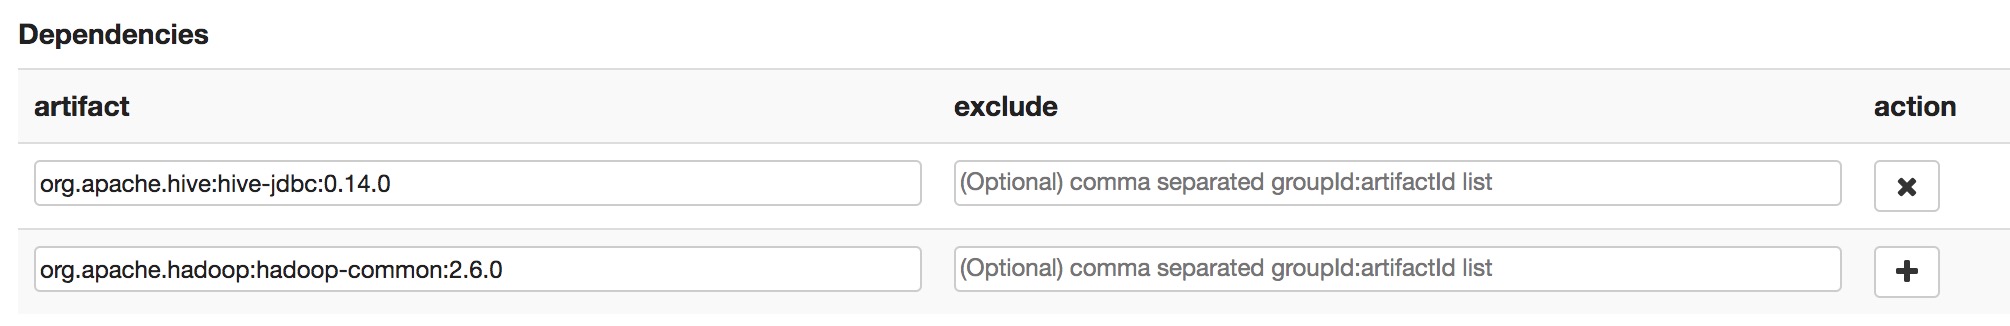 Dependencies
artifact exclude action
org.apache.hive:hive-jdbc:0.14.0 (Optional) comma separated groupId:artifactId list
org.apache.hadoop:hadoop-common:2.6.0 (Optional) comma separated groupId:artifactId list